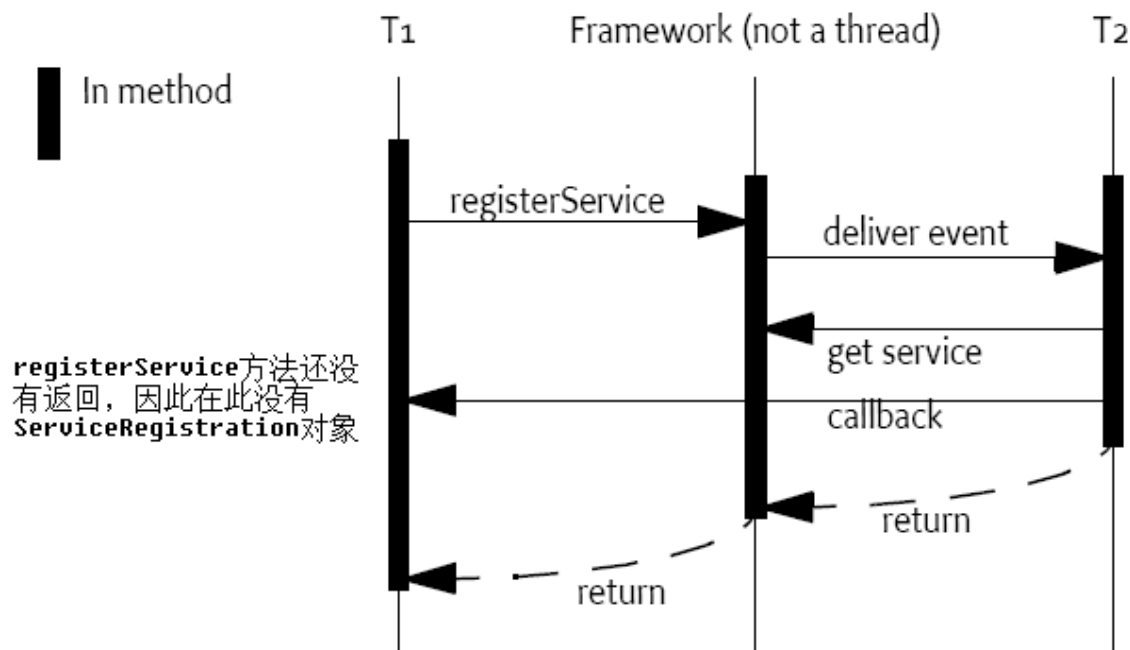 T1
Framework (not a thread)
T2
In method
registerService
deliver event
get service
registerService方法还没
有返回，因此在此没有
ServiceRegistration对象
callback
return
return